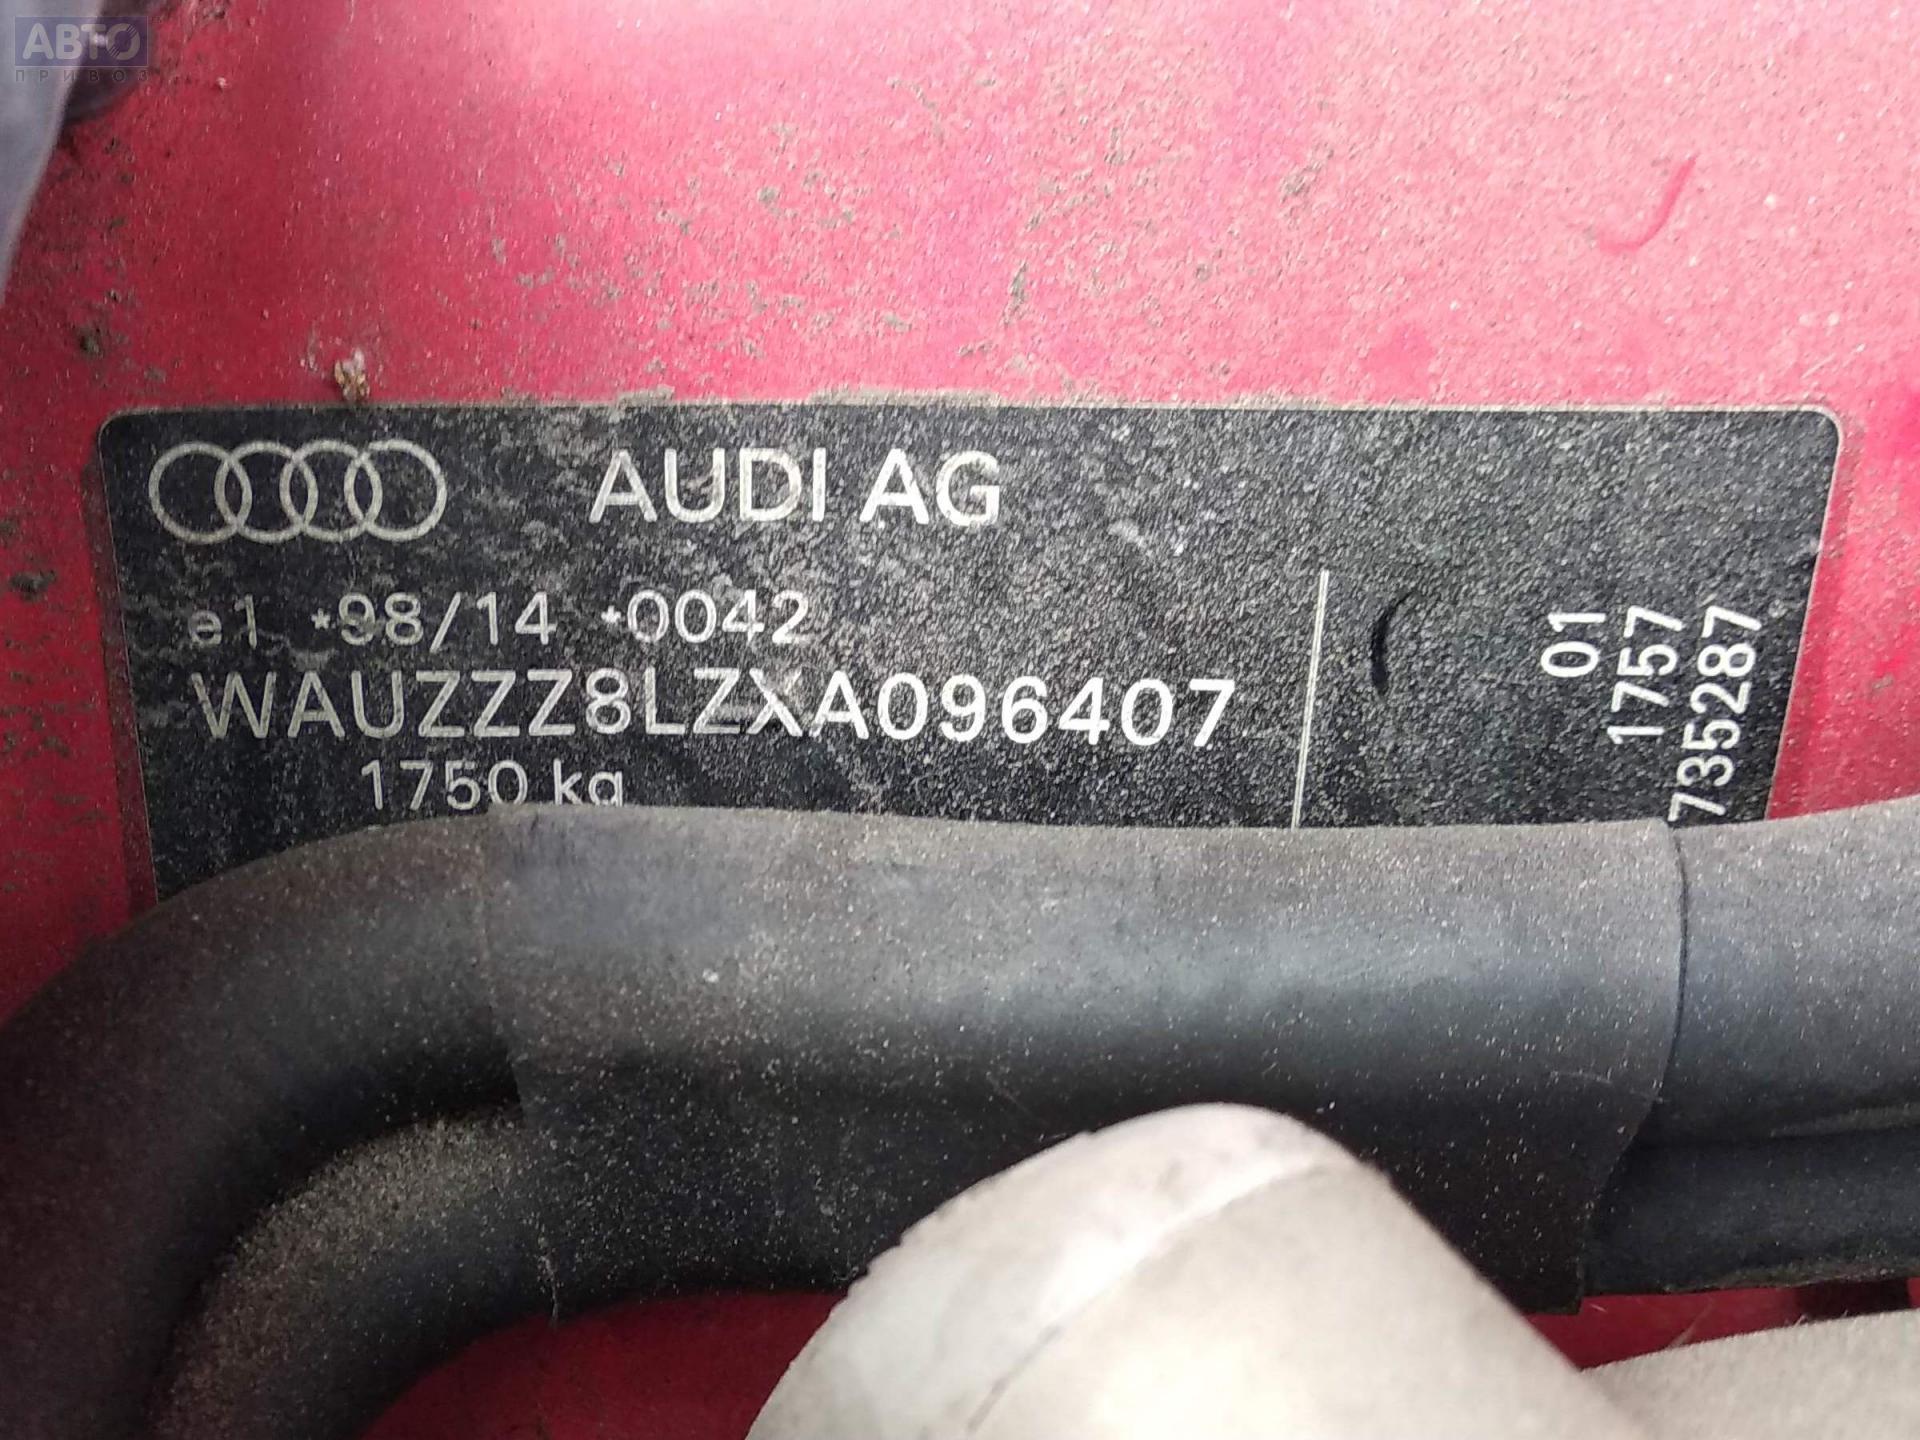 АВТО
ПРИВОЗ
AUDI AG
e1 *98/14 *0042
WAUZZZ8LZXA096407
1750 kg
01
1757
735287